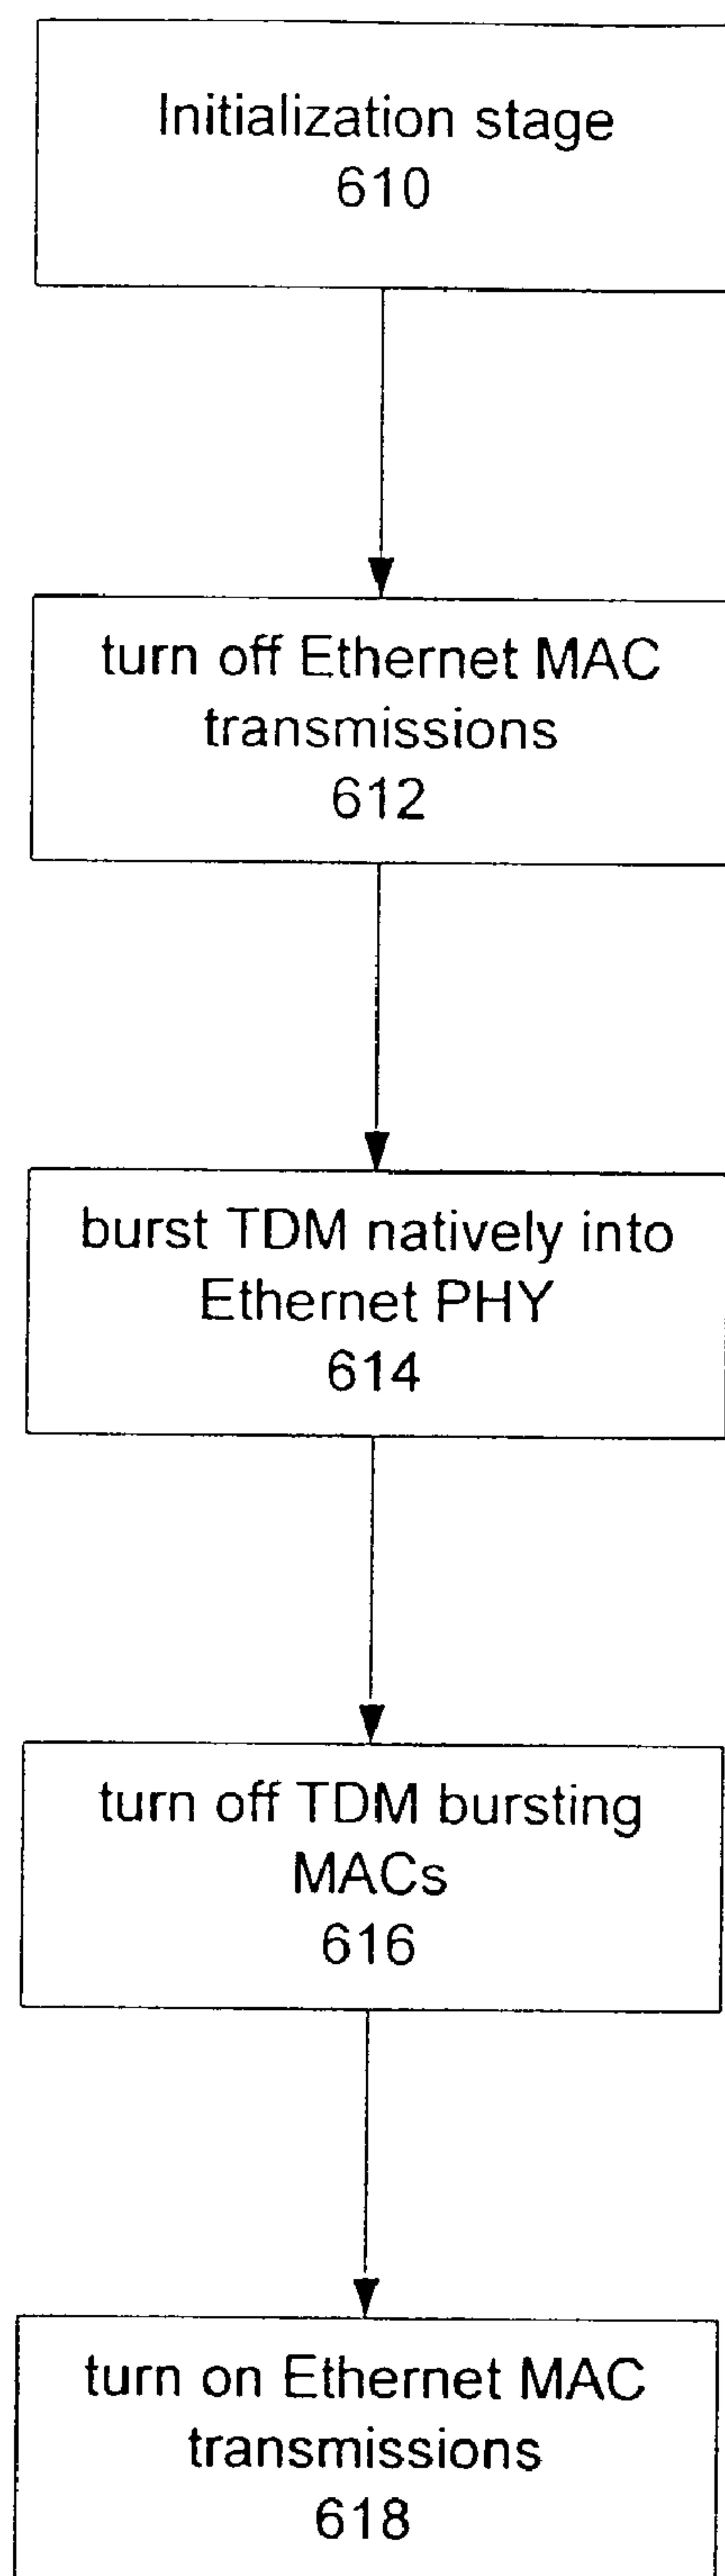 Initialization stage
610
turn off Ethernet MAC
transmissions
612
burst TDM natively into
Ethernet PHY
614
turn off TDM bursting
MACs
616
turn on Ethernet MAC
transmissions
618